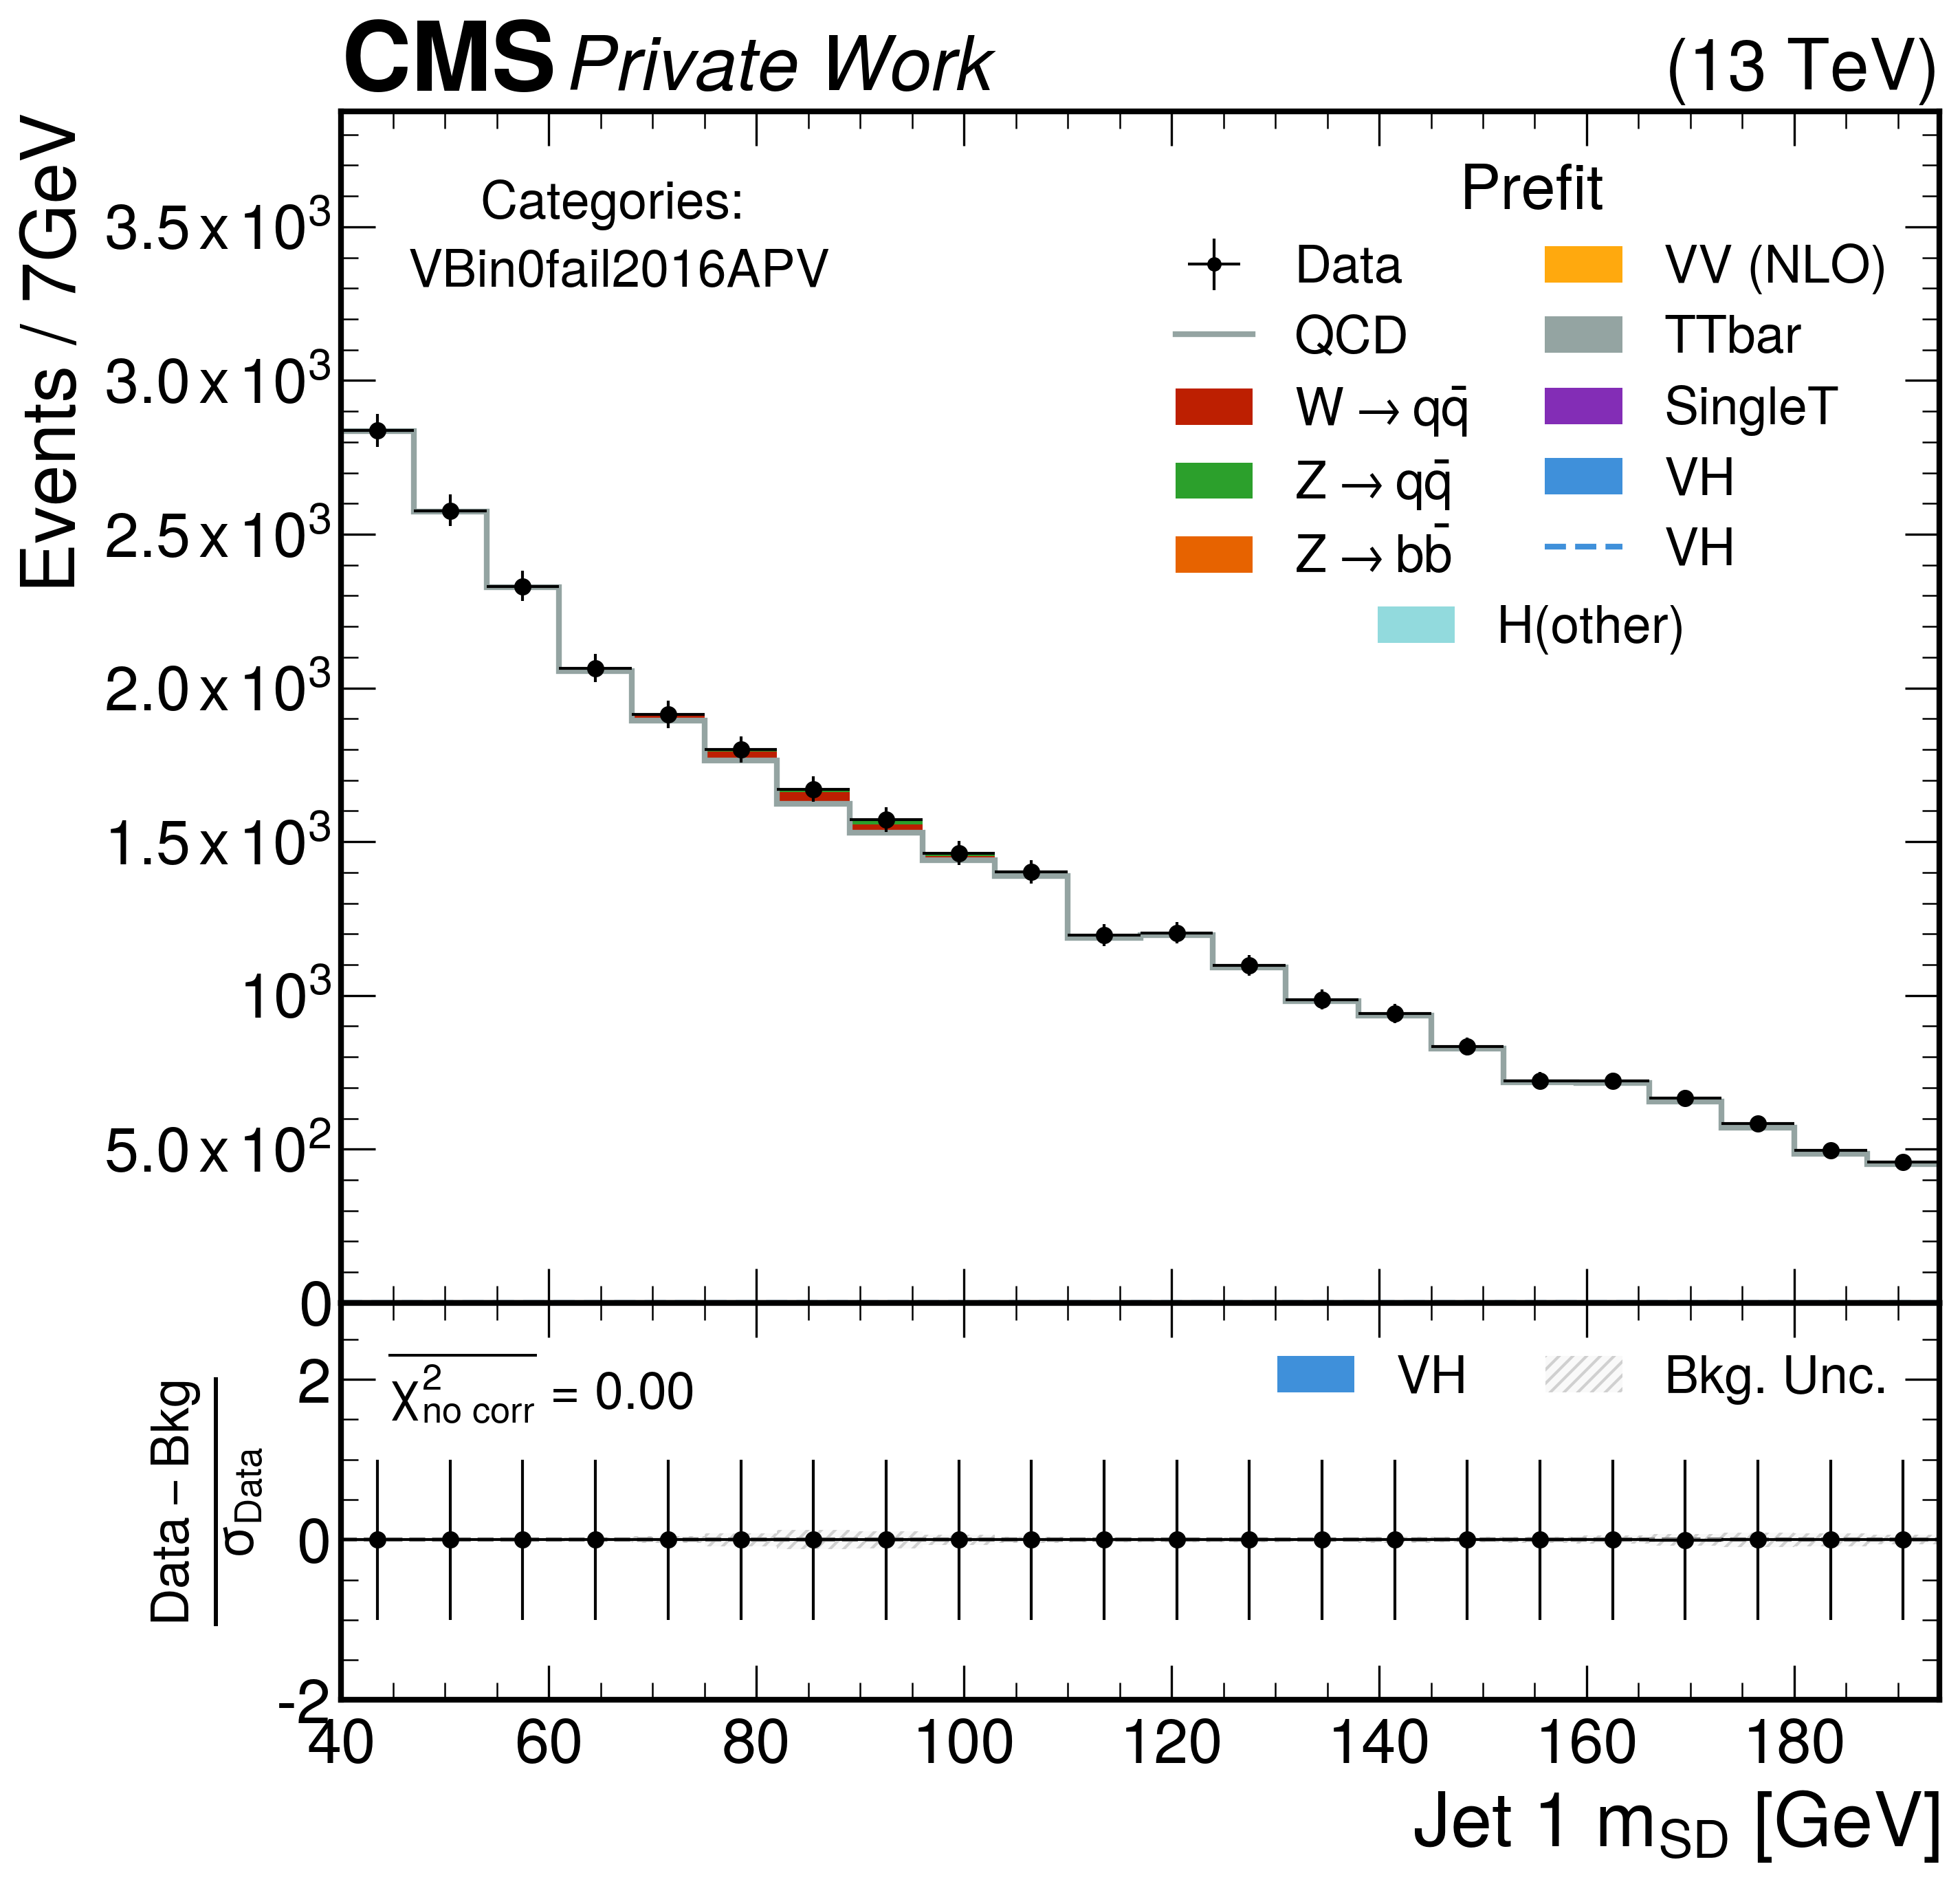 CMS Private Work (13 TeV)
Events / 7GeV
3.5 x 10³
3.0 x 10³
2.5 x 10³
2.0 x 10³
1.5 x 10³
10³
5.0 x 10²
0
Categories:
VBin0fail2016APV
Prefit
Data
QCD
W → qq̄
Z → qq̄
Z → bb̄
VV (NLO)
TTbar
SingleT
VH
VH
H(other)
Data − Bkg
σ_Data
2
0
-2
χ²_no corr = 0.00
VH
Bkg. Unc.
40 60 80 100 120 140 160 180
Jet 1 m_SD [GeV]